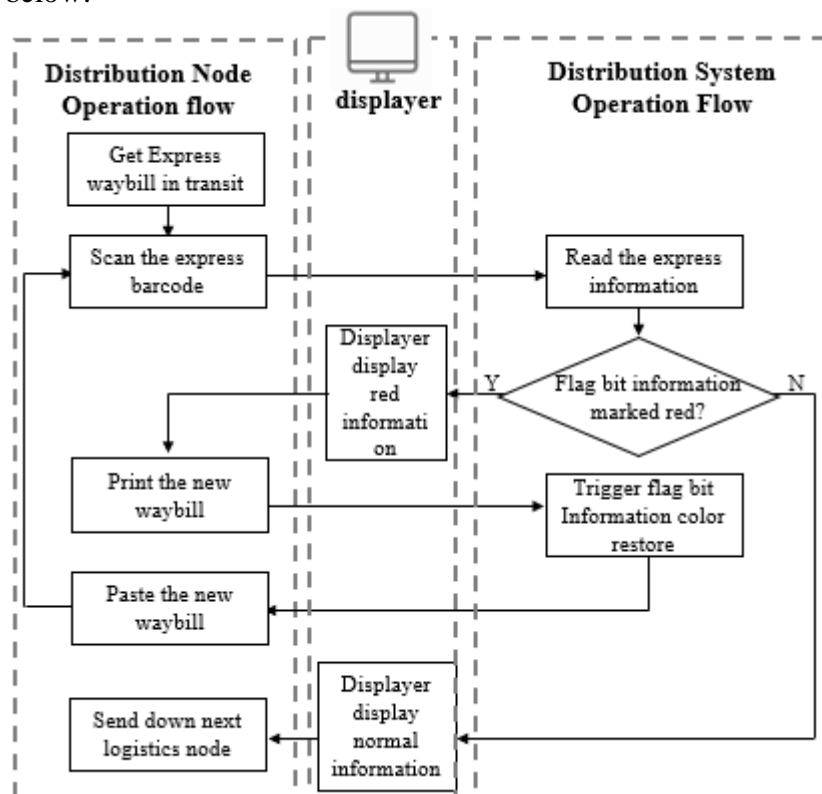 below.
Distribution Node
Operation flow
displayer
Distribution System
Operation Flow
Get Express
waybill in transit
Scan the express
barcode
Read the express
information
Displayer
display
red
informati
on
Y
Flag bit information
marked red?
N
Print the new
waybill
Trigger flag bit
Information color
restore
Paste the new
waybill
Displayer
display
normal
information
Send down next
logistics node